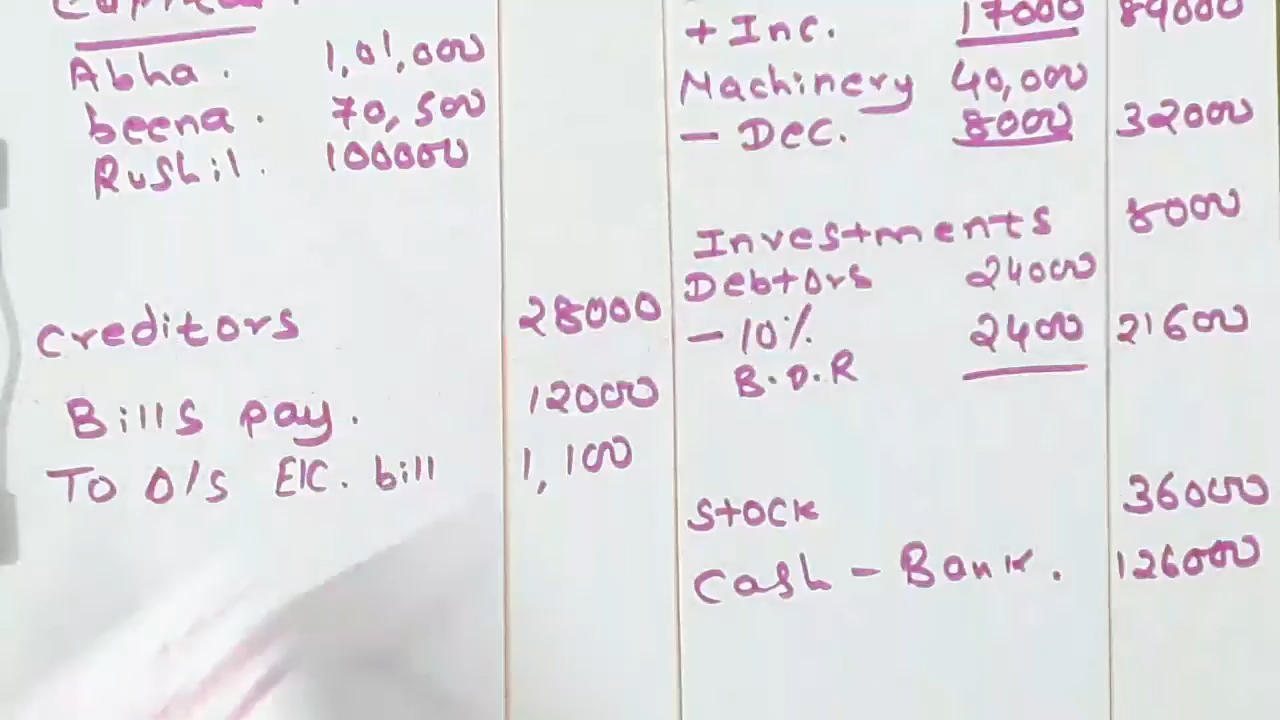 Capital.
Abha. 1,01,000
beena. 70,500
Rushil. 100000
creditors 28000
Bills pay. 12000
To O/S Elc. bill 1,100
+ Inc. 17000 89000
Machinery 40,000
- Dec. 8000 32000
Investments 8000
Debtors 24000
- 10% 2400 21600
B.D.R
stock 36000
Cash - Bank. 126000